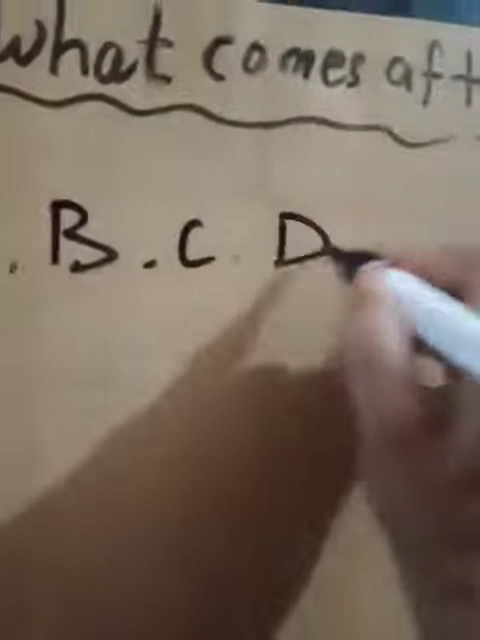 what comes aft
. B . C . D